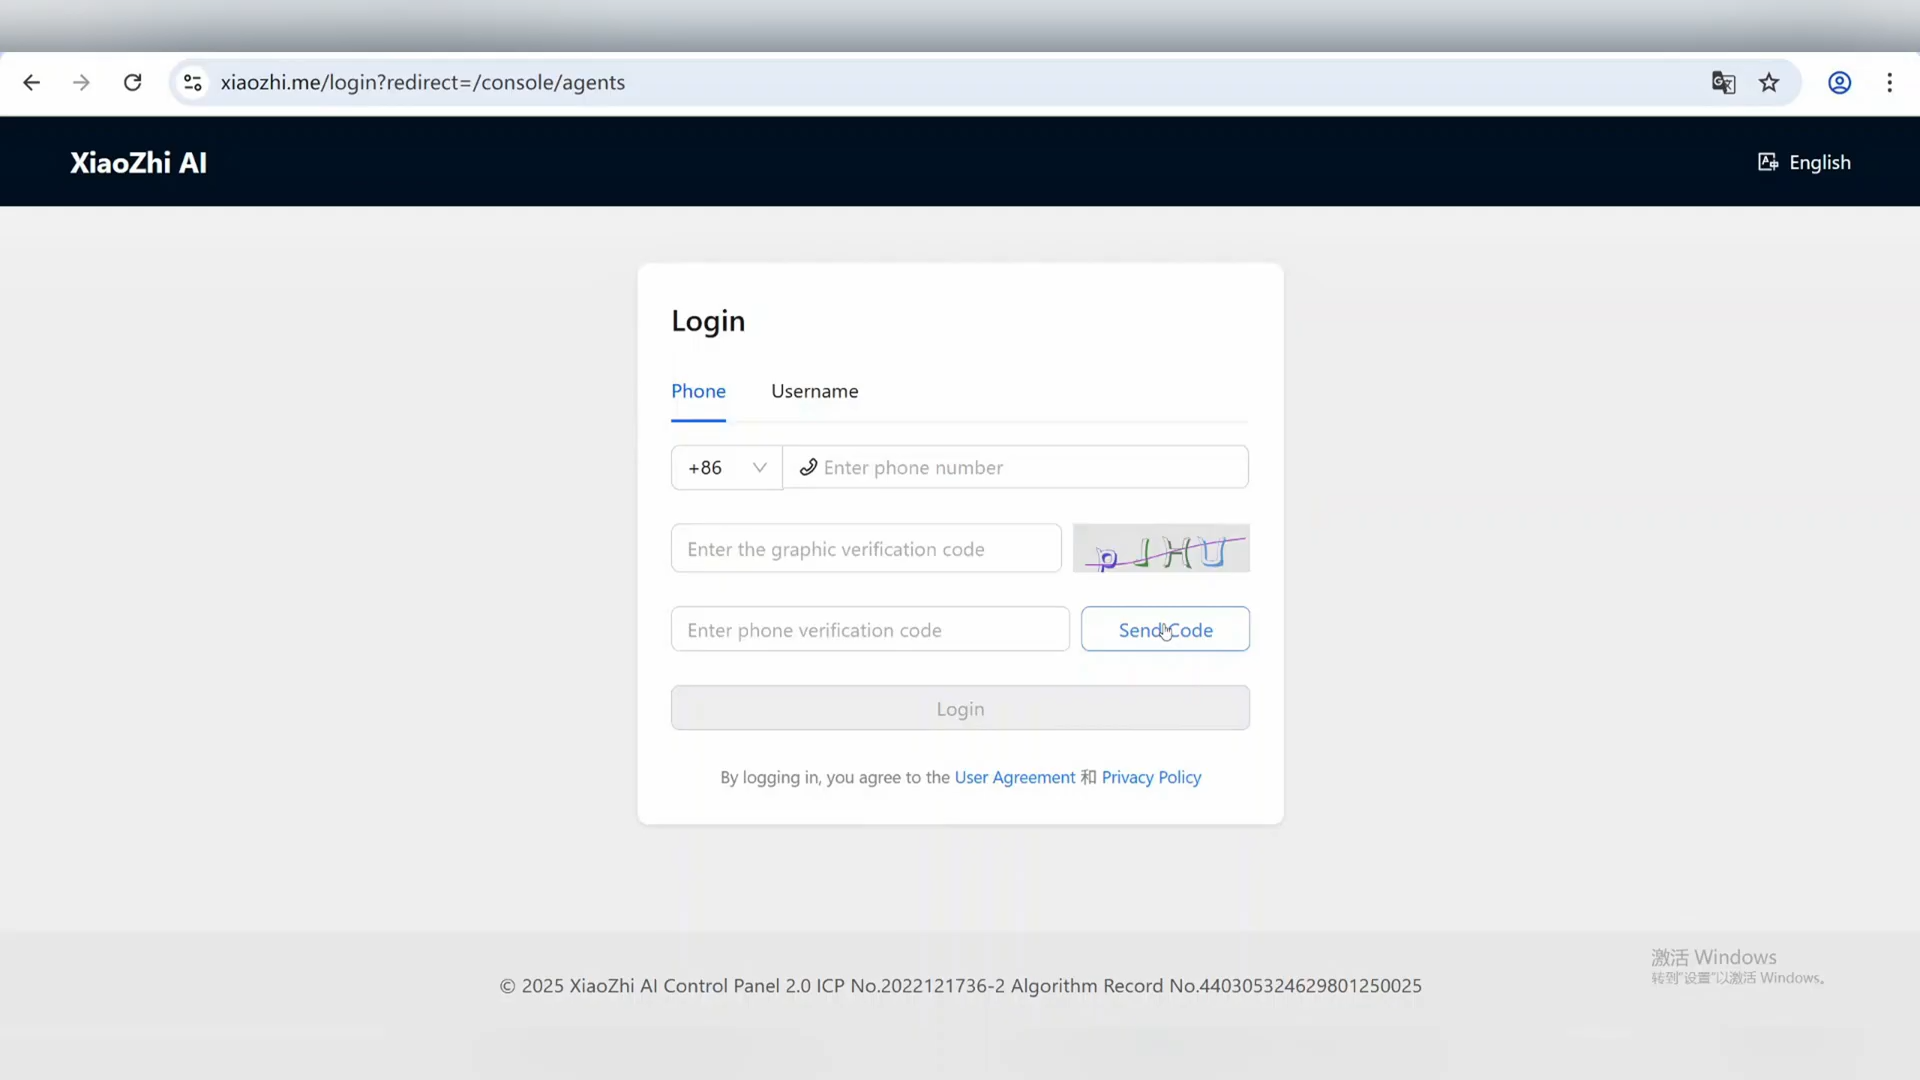 xiaozhi.me/login?redirect=/console/agents
XiaoZhi AI
English
Login
Phone
Username
+86
Enter phone number
Enter the graphic verification code
Enter phone verification code
Send Code
Login
By logging in, you agree to the User Agreement 和 Privacy Policy
激活 Windows
转到"设置"以激活 Windows。
© 2025 XiaoZhi AI Control Panel 2.0 ICP No.2022121736-2 Algorithm Record No.440305324629801250025